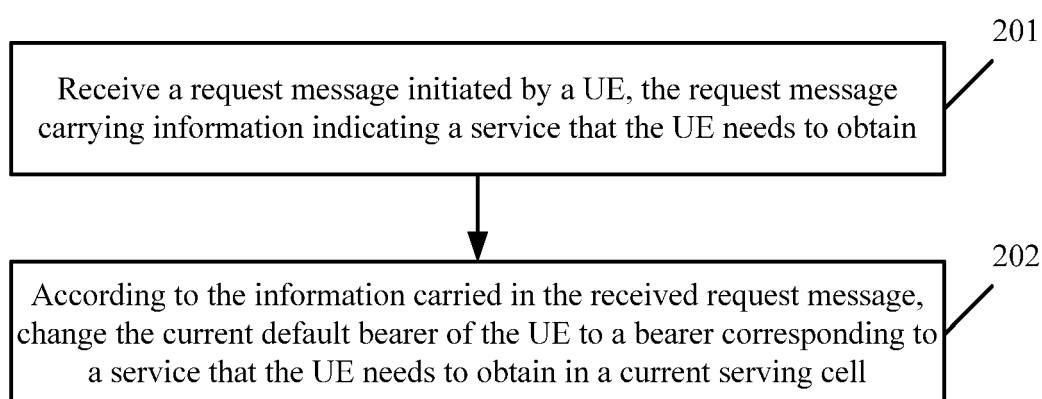 201
Receive a request message initiated by a UE, the request message
carrying information indicating a service that the UE needs to obtain
202
According to the information carried in the received request message,
change the current default bearer of the UE to a bearer corresponding to
a service that the UE needs to obtain in a current serving cell